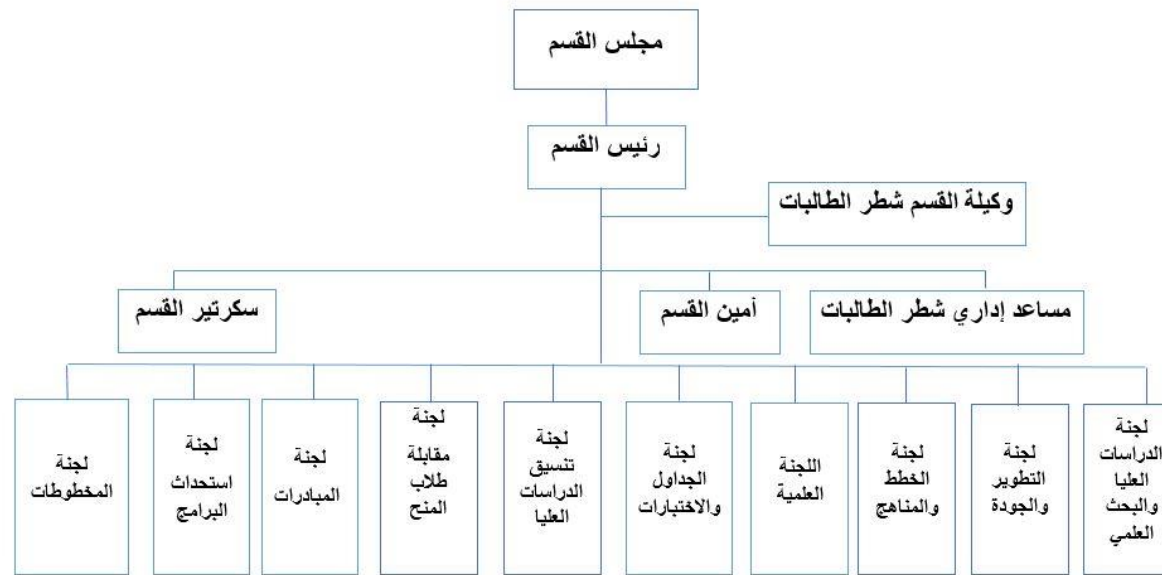 مجلس القسم
رئيس القسم
وكيلة القسم شطر الطالبات
مساعد إداري شطر الطالبات
أمين القسم
سكرتير القسم
لجنة
الدراسات
العليا
والبحث
العلمي
لجنة
التطوير
والجودة
لجنة
الخطط
والمناهج
اللجنة
العلمية
لجنة
الجداول
والاختبارات
لجنة
تنسيق
الدراسات
العليا
لجنة
مقابلة
طلاب
المنح
لجنة
المبادرات
لجنة
استحداث
البرامج
لجنة
المخطوطات